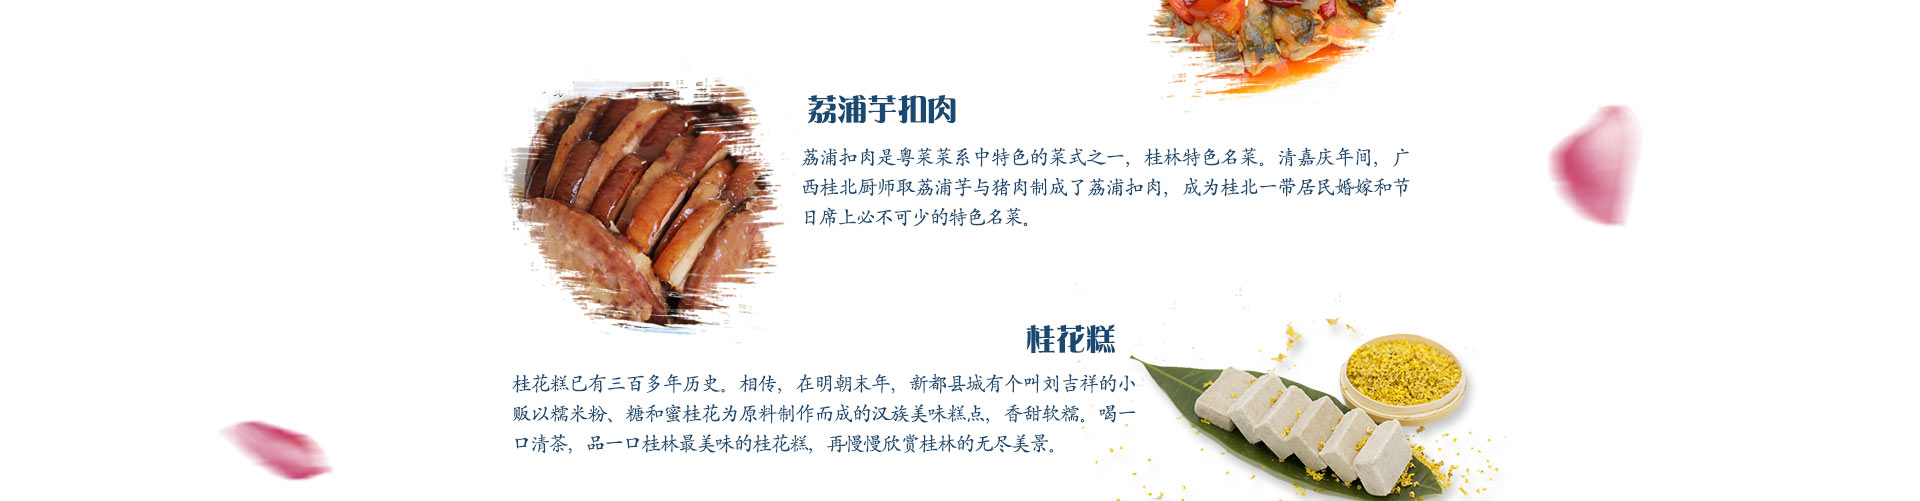 荔浦芋扣肉
荔浦扣肉是粤菜菜系中特色的菜式之一，桂林特色名菜。清嘉庆年间，广
西桂北厨师取荔浦芋与猪肉制成了荔浦扣肉，成为桂北一带居民婚嫁和节
日席上必不可少的特色名菜。
桂花糕
桂花糕已有三百多年历史。相传，在明朝末年，新都县城有个叫刘吉祥的小
贩以糯米粉、糖和蜜桂花为原料制作而成的汉族美味糕点，香甜软糯。喝一
口清茶，品一口桂林最美味的桂花糕，再慢慢欣赏桂林的无尽美景。